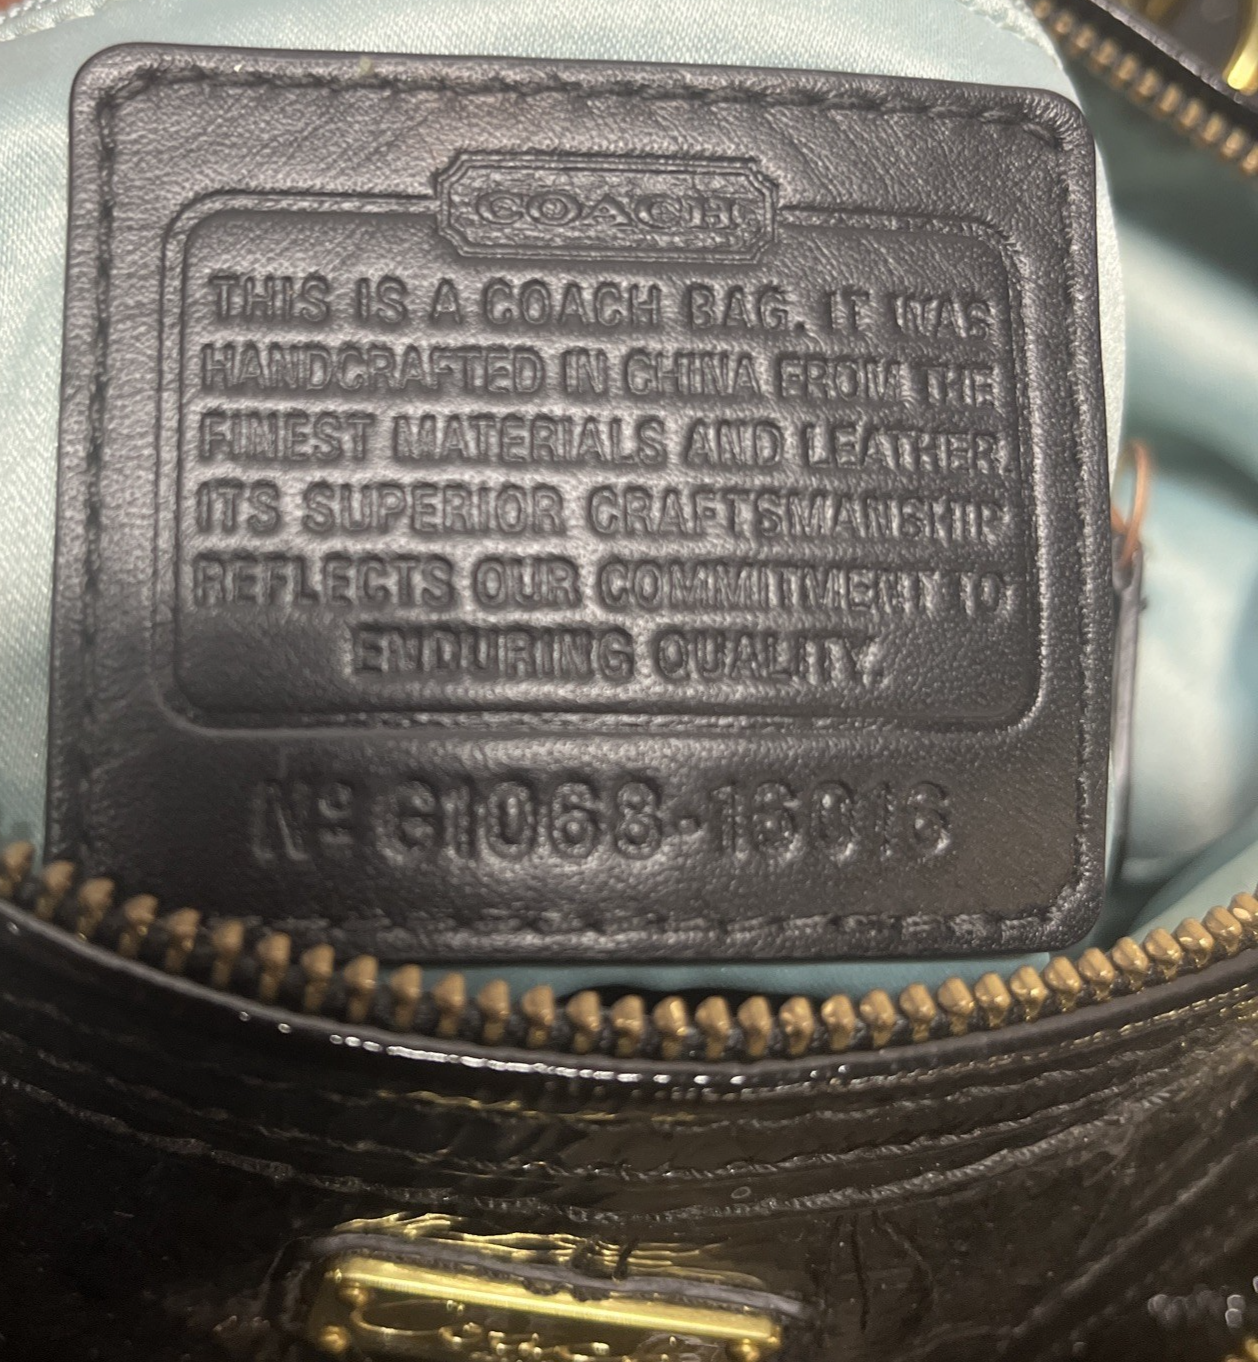 COACH
THIS IS A COACH BAG. IT WAS
HANDCRAFTED IN CHINA FROM THE
FINEST MATERIALS AND LEATHER.
ITS SUPERIOR CRAFTSMANSHIP
REFLECTS OUR COMMITMENT TO
ENDURING QUALITY.
Nº G1068-16016